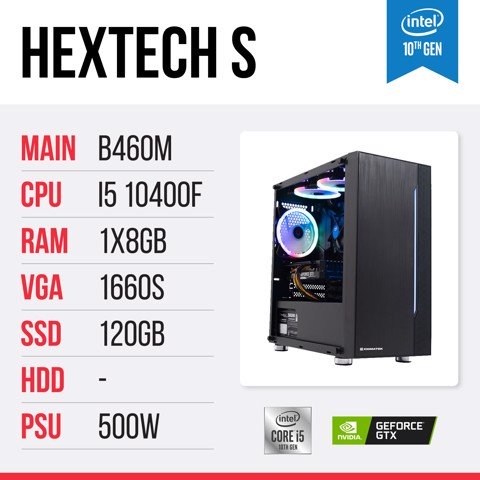 HEXTECH S
intel
10TH GEN
MAIN B460M
CPU I5 10400F
RAM 1X8GB
VGA 1660S
SSD 120GB
HDD -
PSU 500W
XIGMATEK
intel
CORE i5
10TH GEN
NVIDIA.
GEFORCE
GTX